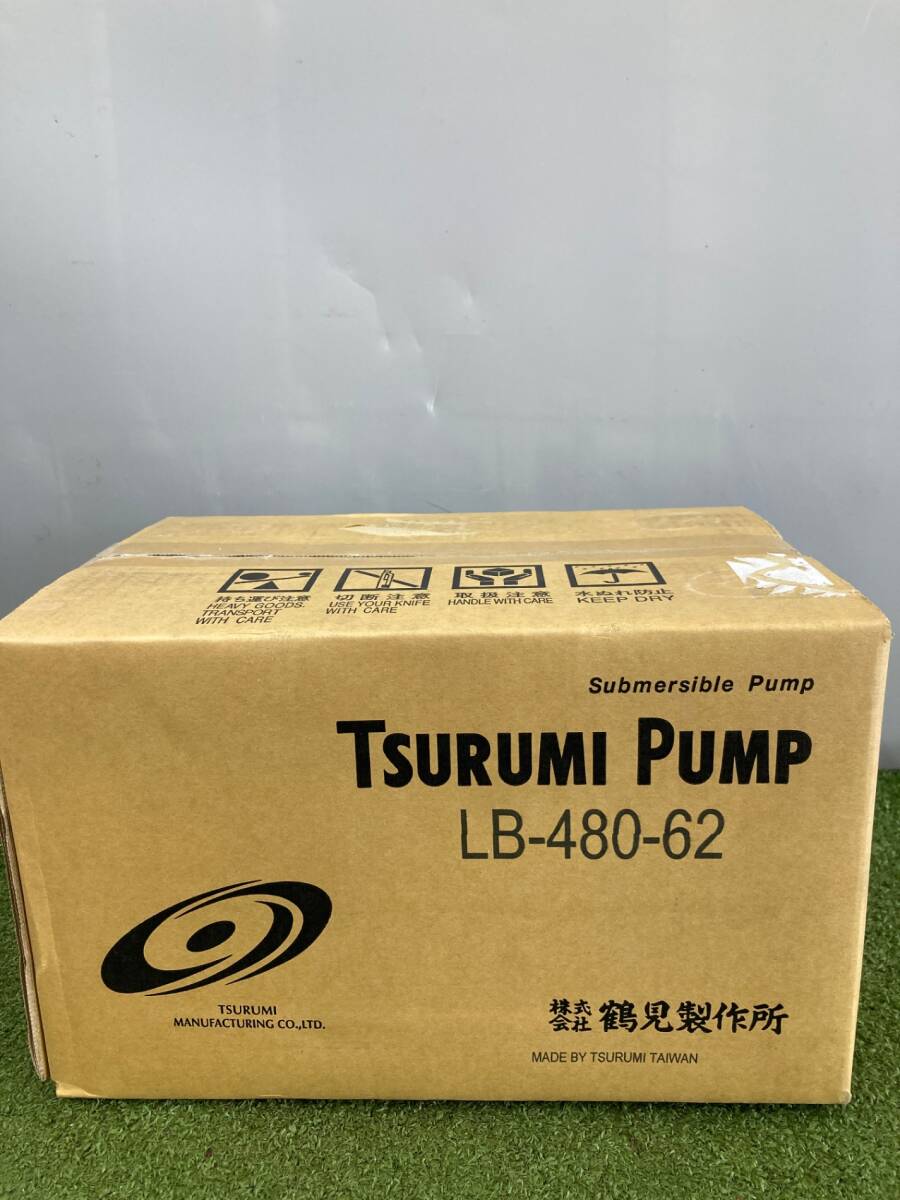 持ち運び注意
HEAVY GOODS.
TRANSPORT
WITH CARE
切断注意
USE YOUR KNIFE
WITH CARE
取扱注意
HANDLE WITH CARE
水ぬれ防止
KEEP DRY
Submersible Pump
TSURUMI PUMP
LB-480-62
TSURUMI
MANUFACTURING CO.,LTD.
株式会社 鶴見製作所
MADE BY TSURUMI TAIWAN